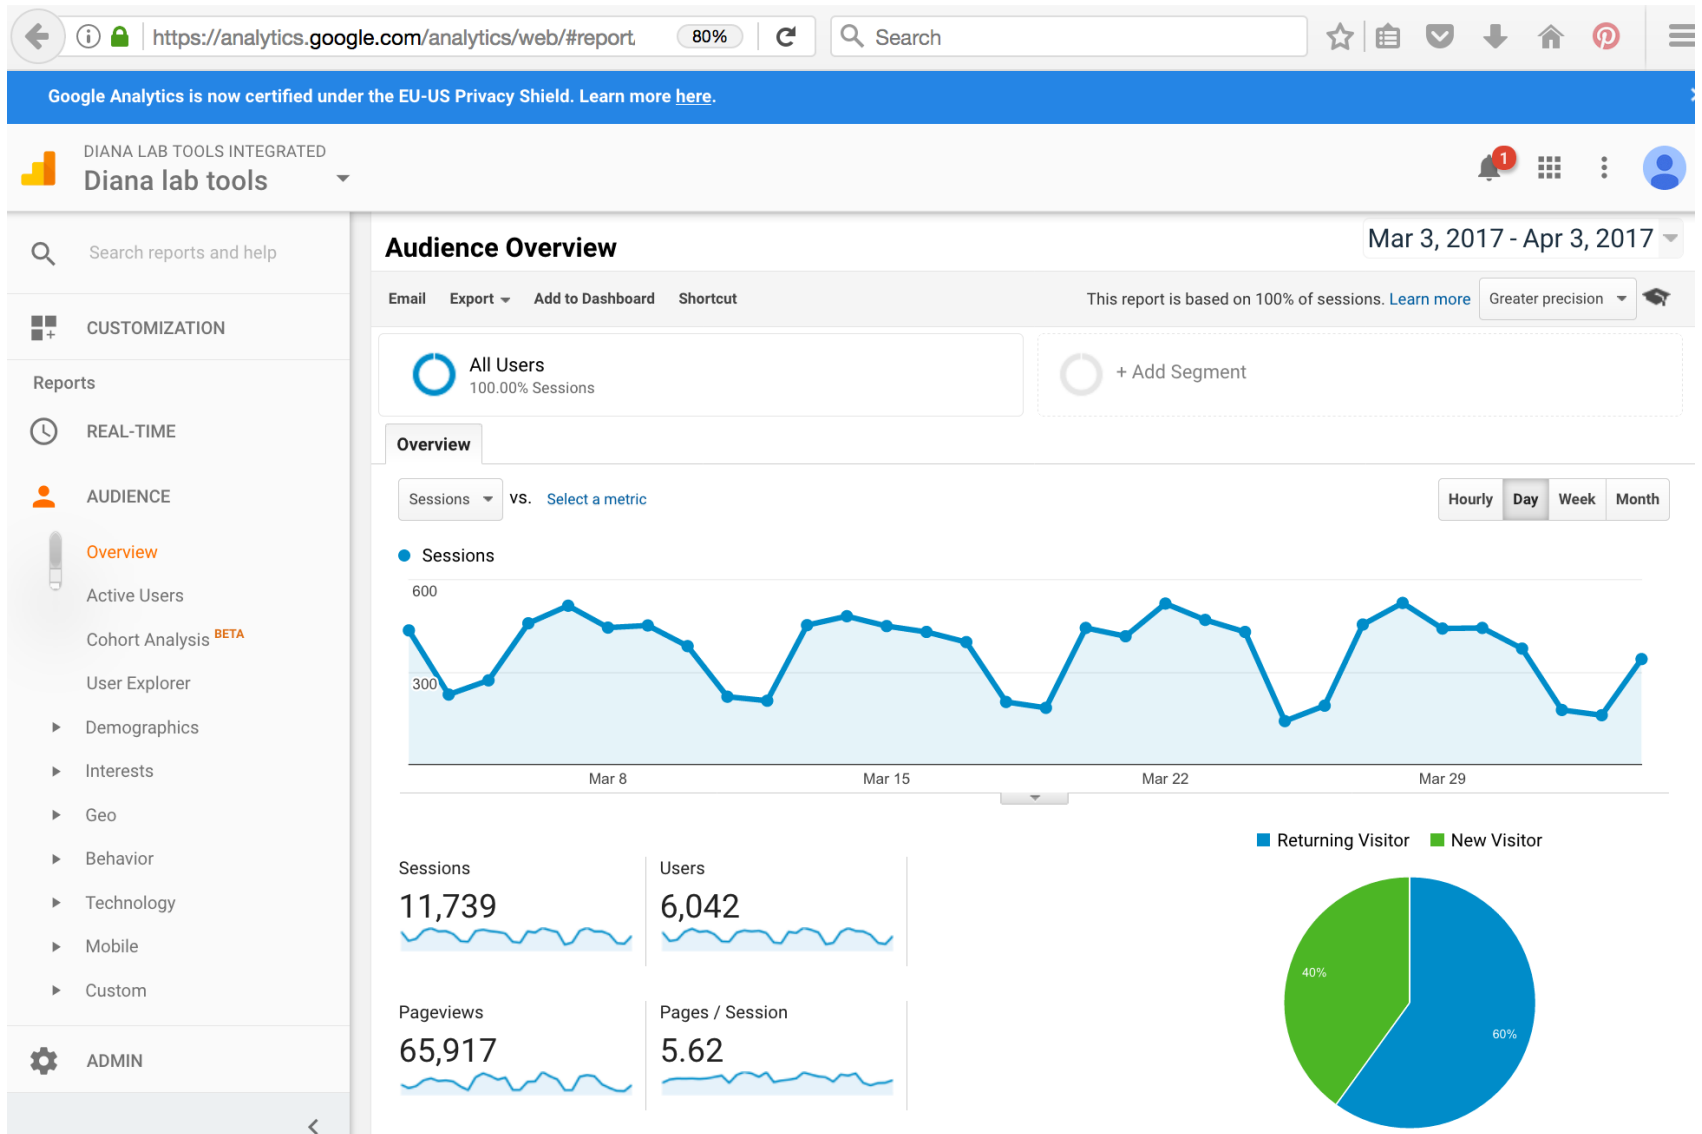 https://analytics.google.com/analytics/web/#report/
80%
Search
Google Analytics is now certified under the EU-US Privacy Shield. Learn more here.
DIANA LAB TOOLS INTEGRATED
Diana lab tools
1
Search reports and help
CUSTOMIZATION
Reports
REAL-TIME
AUDIENCE
Overview
Active Users
Cohort Analysis BETA
User Explorer
Demographics
Interests
Geo
Behavior
Technology
Mobile
Custom
ADMIN
Audience Overview
Mar 3, 2017 - Apr 3, 2017
Email Export Add to Dashboard Shortcut
This report is based on 100% of sessions. Learn more Greater precision
All Users
100.00% Sessions
+ Add Segment
Overview
Sessions vs. Select a metric
Hourly Day Week Month
Sessions
600
300
Mar 8 Mar 15 Mar 22 Mar 29
Returning Visitor New Visitor
Sessions
11,739
Users
6,042
Pageviews
65,917
Pages / Session
5.62
40%
60%